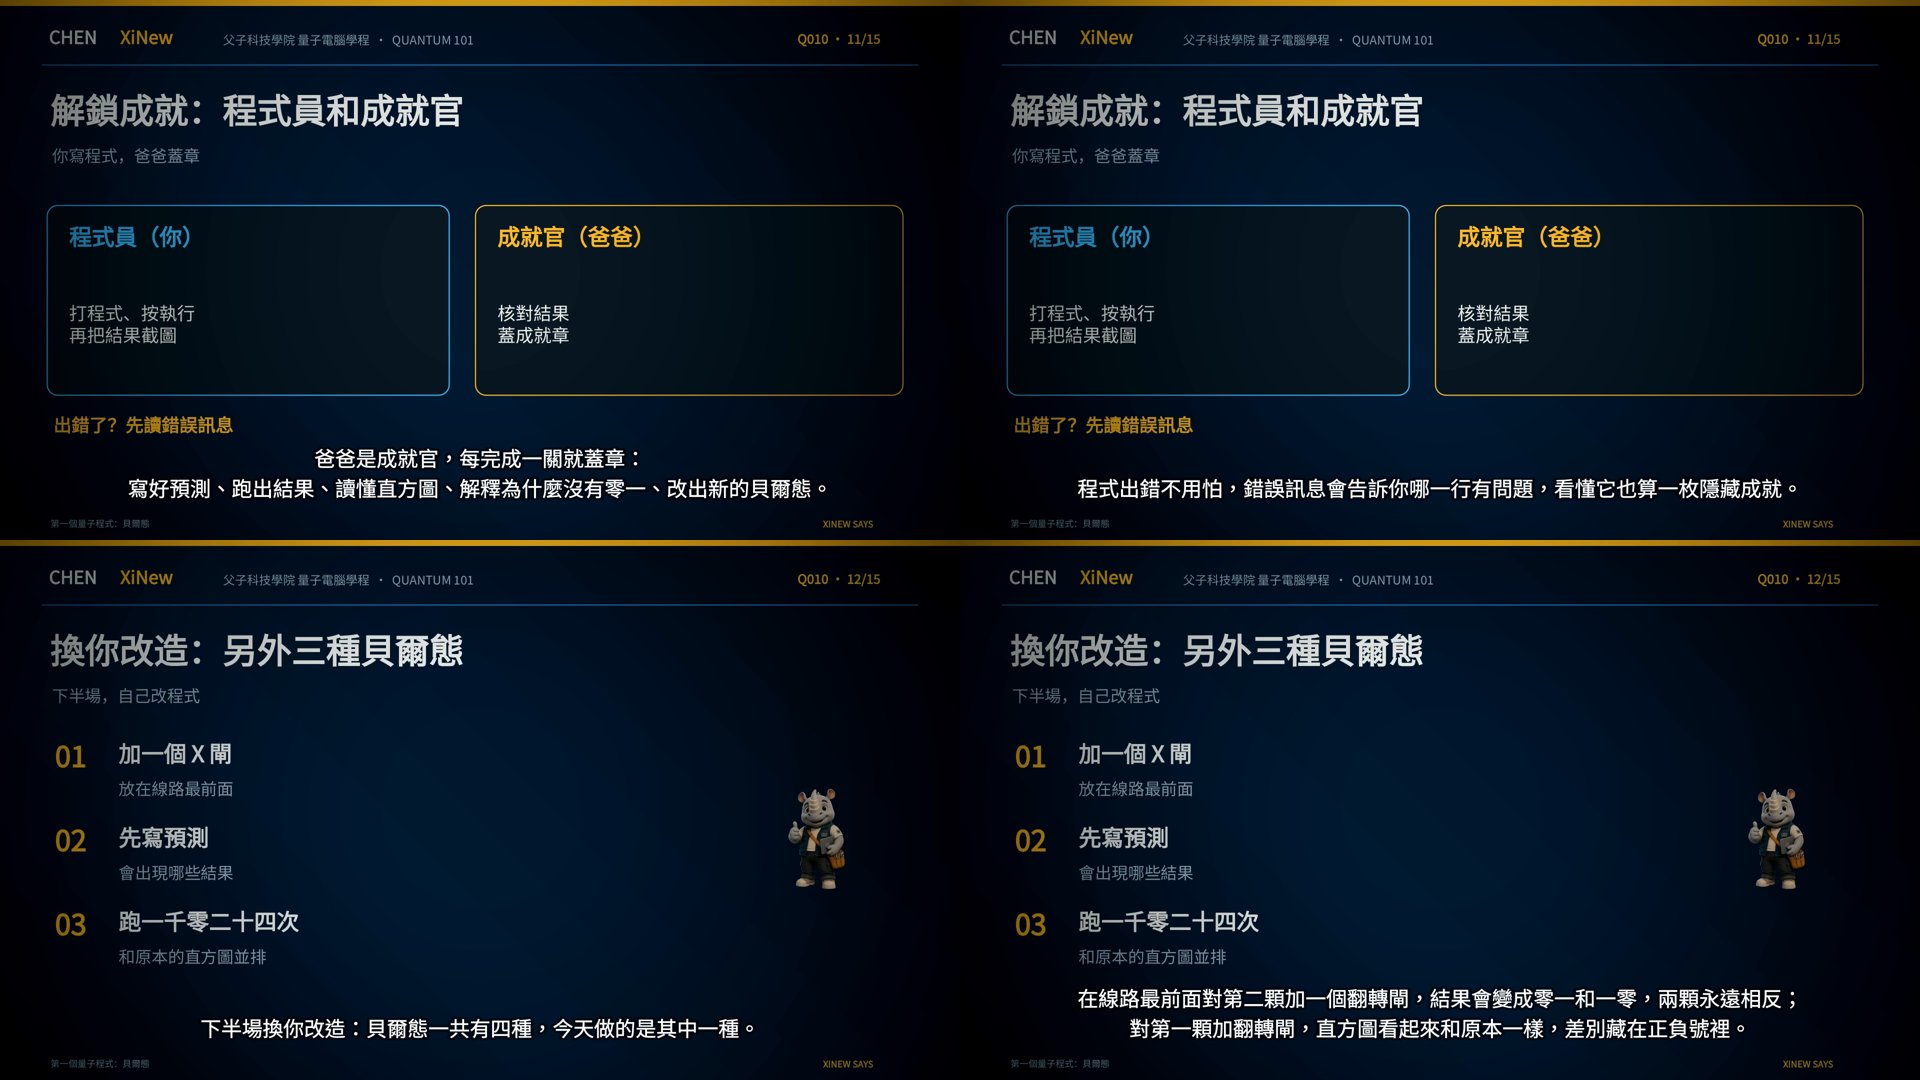 CHEN XiNew 父子科技學院 量子電腦學程 · QUANTUM 101 Q010 · 11/15
解鎖成就：程式員和成就官
你寫程式，爸爸蓋章
程式員（你）
打程式、按執行
再把結果截圖
成就官（爸爸）
核對結果
蓋成就章
出錯了？先讀錯誤訊息
爸爸是成就官，每完成一關就蓋章：
寫好預測、跑出結果、讀懂直方圖、解釋為什麼沒有零一、改出新的貝爾態。
第一個量子程式：貝爾態 XINEW SAYS
CHEN XiNew 父子科技學院 量子電腦學程 · QUANTUM 101 Q010 · 11/15
解鎖成就：程式員和成就官
你寫程式，爸爸蓋章
程式員（你）
打程式、按執行
再把結果截圖
成就官（爸爸）
核對結果
蓋成就章
出錯了？先讀錯誤訊息
程式出錯不用怕，錯誤訊息會告訴你哪一行有問題，看懂它也算一枚隱藏成就。
第一個量子程式：貝爾態 XINEW SAYS
CHEN XiNew 父子科技學院 量子電腦學程 · QUANTUM 101 Q010 · 12/15
換你改造：另外三種貝爾態
下半場，自己改程式
01 加一個 X 閘
放在線路最前面
02 先寫預測
會出現哪些結果
03 跑一千零二十四次
和原本的直方圖並排
下半場換你改造：貝爾態一共有四種，今天做的是其中一種。
第一個量子程式：貝爾態 XINEW SAYS
CHEN XiNew 父子科技學院 量子電腦學程 · QUANTUM 101 Q010 · 12/15
換你改造：另外三種貝爾態
下半場，自己改程式
01 加一個 X 閘
放在線路最前面
02 先寫預測
會出現哪些結果
03 跑一千零二十四次
和原本的直方圖並排
在線路最前面對第二顆加一個翻轉閘，結果會變成零一和一零，兩顆永遠相反；
對第一顆加翻轉閘，直方圖看起來和原本一樣，差別藏在正負號裡。
第一個量子程式：貝爾態 XINEW SAYS